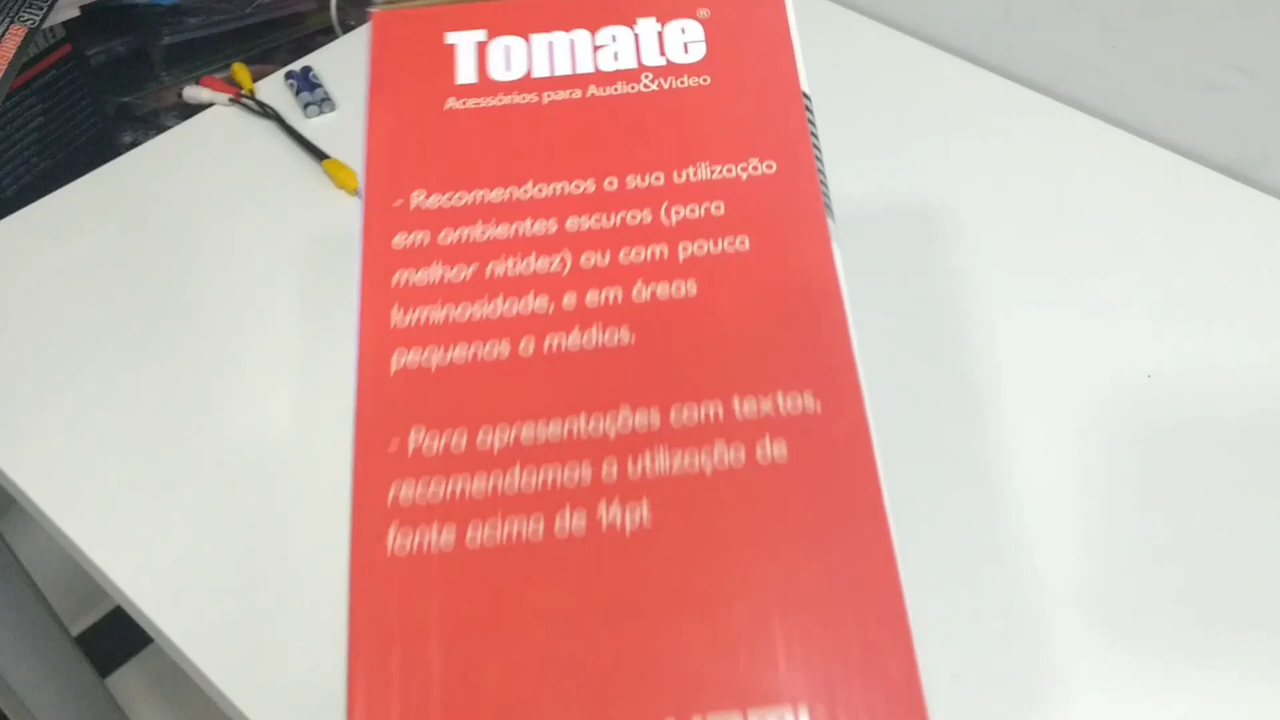 Tomate®
Acessórios para Audio&Video
- Recomendamos a sua utilização
em ambientes escuros (para
melhor nitidez) ou com pouca
luminosidade, e em áreas
pequenas a médias.
- Para apresentações com textos,
recomendamos a utilização de
fonte acima de 14pt